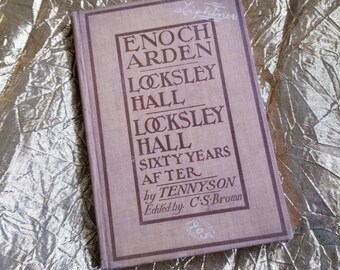 ENOCH
ARDEN
LOCKSLEY
HALL
LOCKSLEY
HALL
SIXTY YEARS
AFTER
by TENNYSON
Edited by C·S·Brown